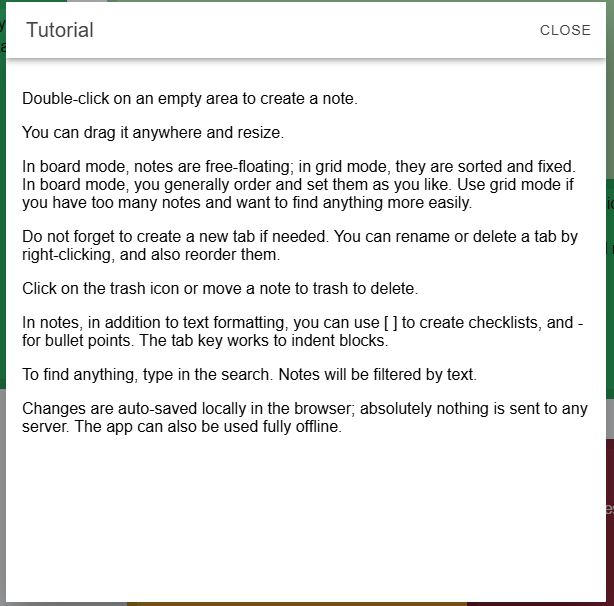 Tutorial
CLOSE
Double-click on an empty area to create a note.
You can drag it anywhere and resize.
In board mode, notes are free-floating; in grid mode, they are sorted and fixed.
In board mode, you generally order and set them as you like. Use grid mode if
you have too many notes and want to find anything more easily.
Do not forget to create a new tab if needed. You can rename or delete a tab by
right-clicking, and also reorder them.
Click on the trash icon or move a note to trash to delete.
In notes, in addition to text formatting, you can use [ ] to create checklists, and -
for bullet points. The tab key works to indent blocks.
To find anything, type in the search. Notes will be filtered by text.
Changes are auto-saved locally in the browser; absolutely nothing is sent to any
server. The app can also be used fully offline.